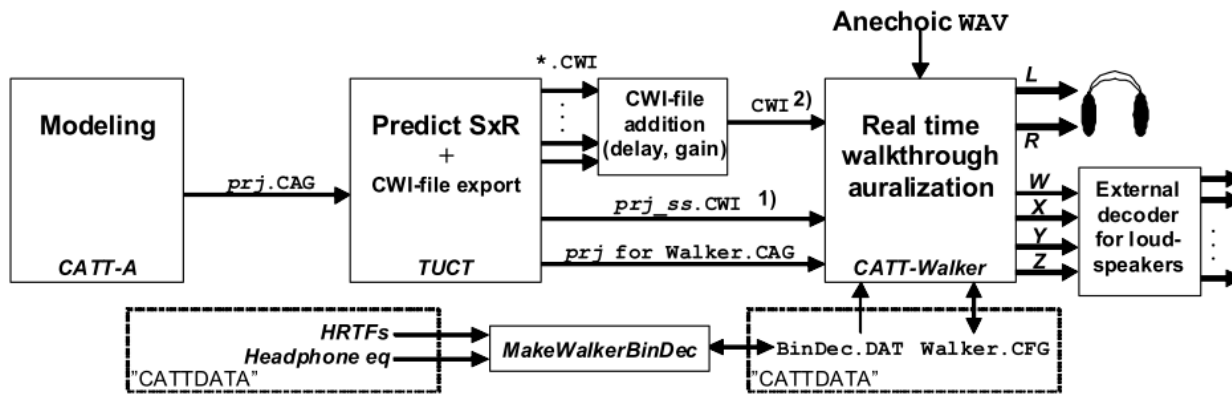 Anechoic WAV
Modeling
prj.CAG
CATT-A
Predict SxR
+
CWI-file export
TUCT
*.CWI
CWI-file
addition
(delay, gain)
CWI 2)
prj_ss.CWI 1)
prj for Walker.CAG
Real time
walkthrough
auralization
CATT-Walker
L
R
W
X
Y
Z
External
decoder
for loud-
speakers
HRTFs
Headphone eq
"CATTDATA"
MakeWalkerBinDec
BinDec.DAT Walker.CFG
"CATTDATA"